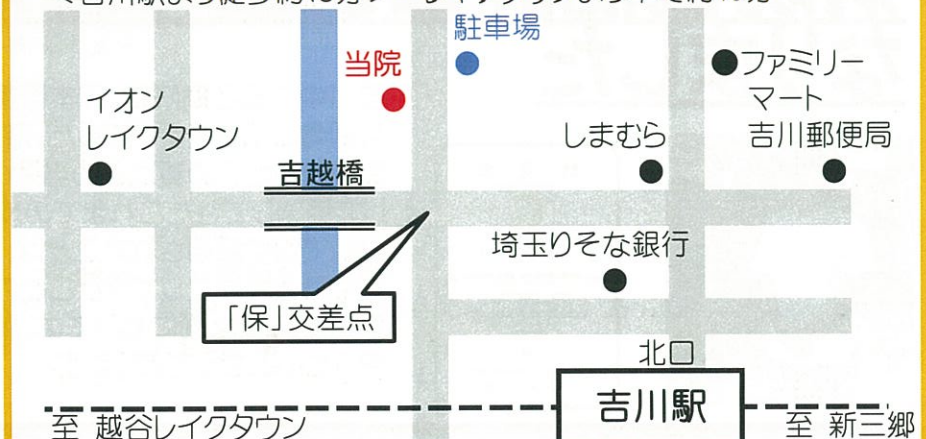 駐車場
当院
ファミリー
マート
イオン
レイクタウン
しまむら
吉川郵便局
吉越橋
埼玉りそな銀行
「保」交差点
北口
吉川駅
至 越谷レイクタウン
至 新三郷